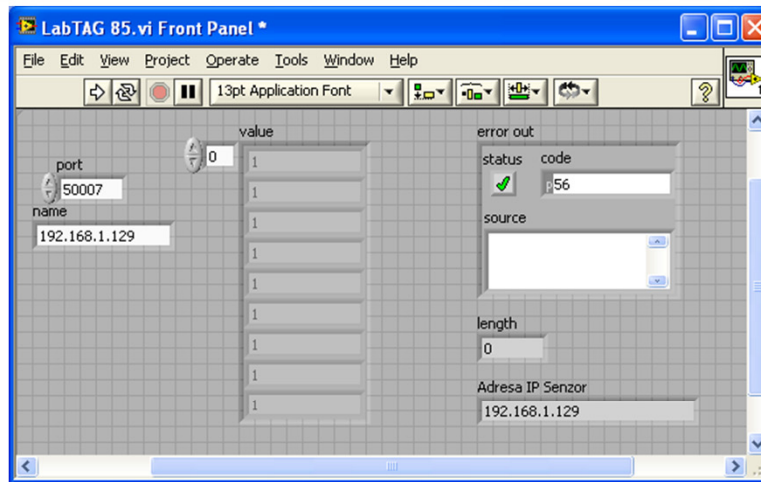 LabTAG 85.vi Front Panel *
File Edit View Project Operate Tools Window Help
13pt Application Font
?
port
50007
name
192.168.1.129
value
0
1
1
1
1
1
1
1
1
1
error out
status code
56
source
length
0
Adresa IP Senzor
192.168.1.129